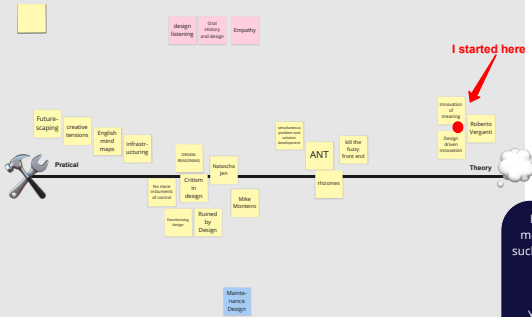 design
listening
Oral
History
and design
Empathy
I started here
Future-
scaping
creative
tensions
English
mind
maps
infrastr-
ucturing
simultaneous
problem and
solution
development
ANT
kill the
fuzzy
front end
Innovation
of
meaning
Roberto
Verganti
Design
driven
innovation
Pratical
Theory
DESIGN
REASONING
Natascha
Jen
No more
instuments
of control
Critism
in
design
rhizomes
Mike
Monteins
design
Ruined
by
Design
Mainte-
nance
Design